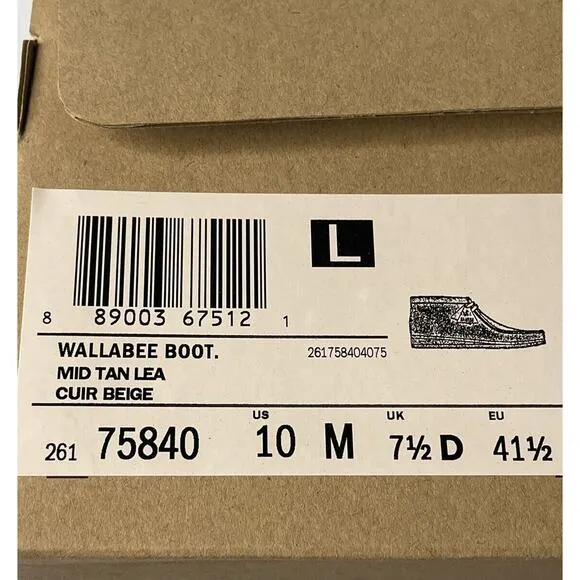 L
8 89003 67512 1
WALLABEE BOOT.
261758404075
MID TAN LEA
CUIR BEIGE
US UK EU
261 75840 10 M 7½ D 41½